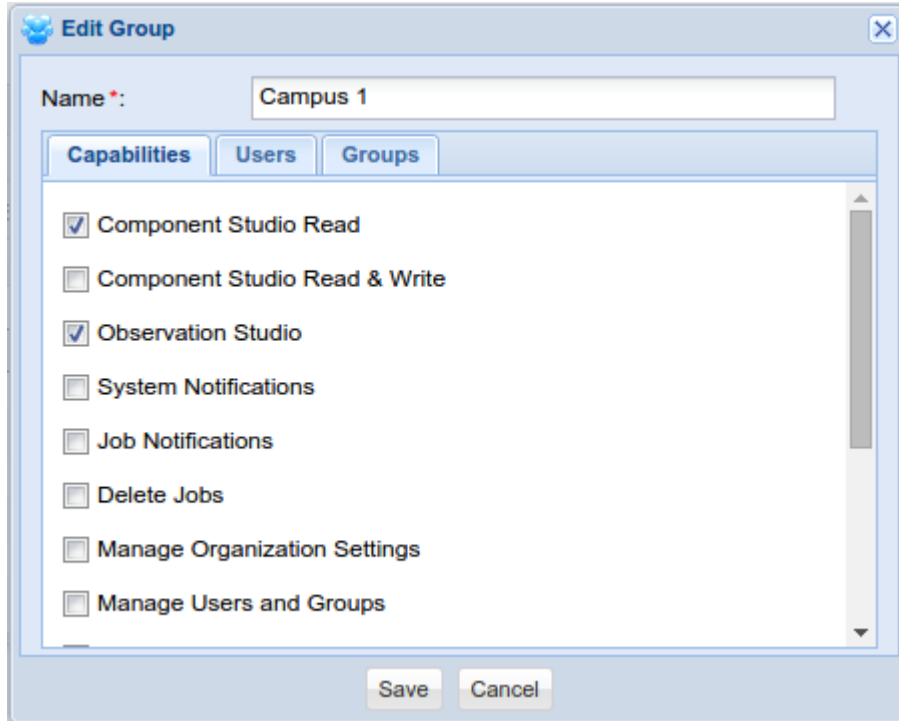 Edit Group
Name *: Campus 1
Capabilities Users Groups
Component Studio Read
Component Studio Read & Write
Observation Studio
System Notifications
Job Notifications
Delete Jobs
Manage Organization Settings
Manage Users and Groups
Save Cancel